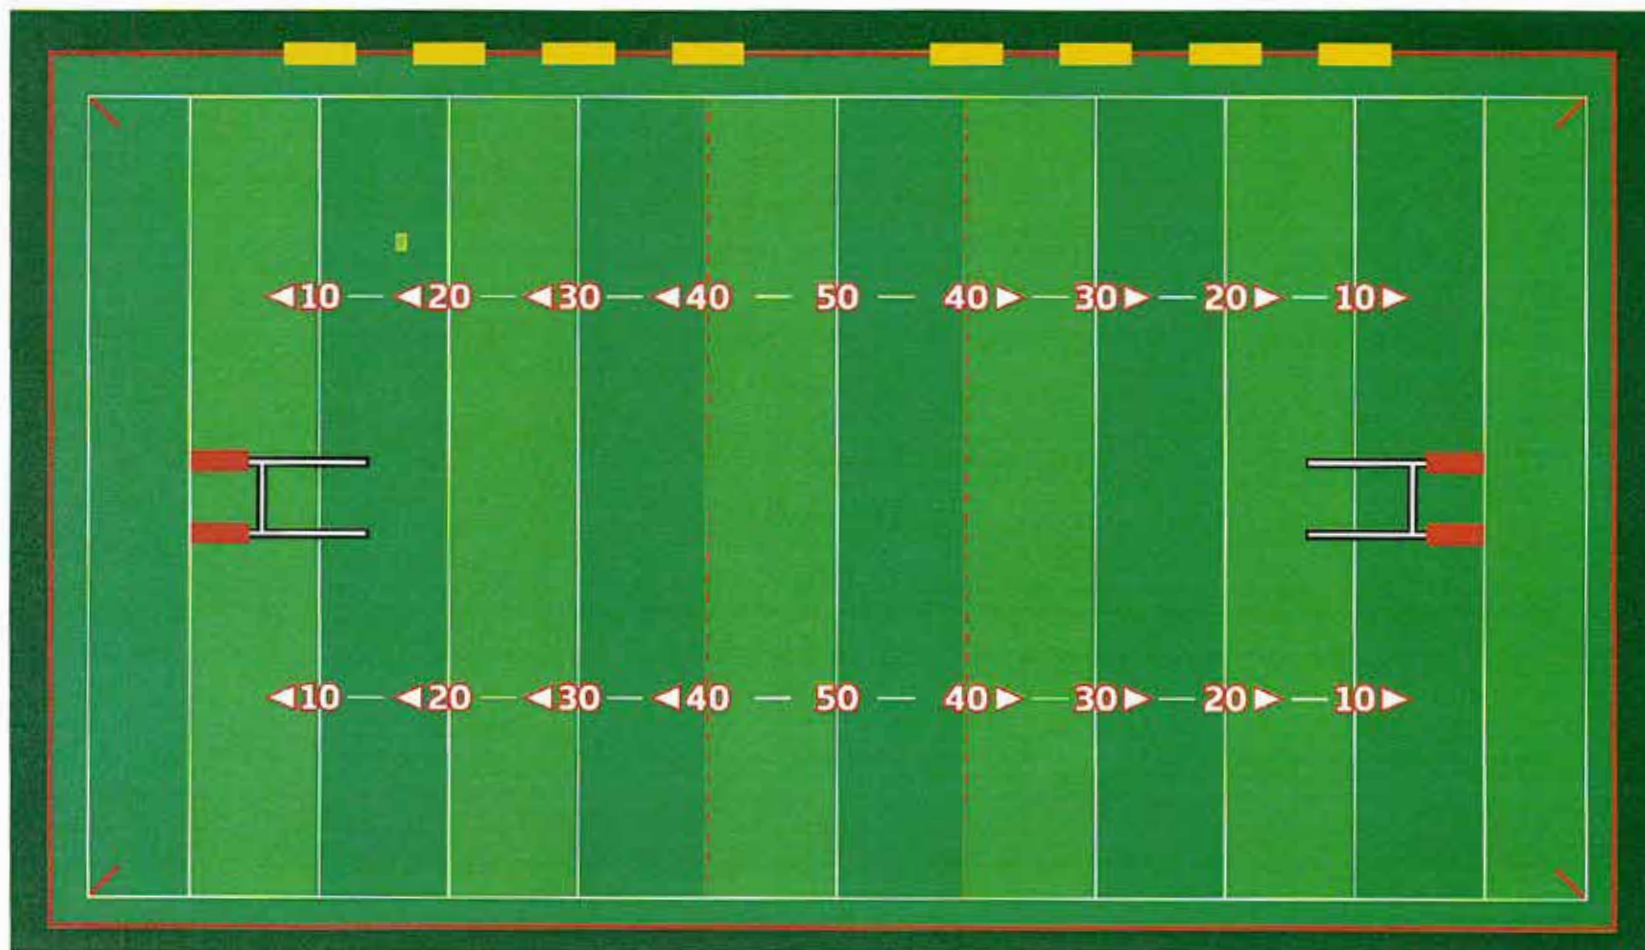 ◀10 — ◀20 — ◀30 — ◀40 — 50 — 40▶ — 30▶ — 20▶ — 10▶
◀10 — ◀20 — ◀30 — ◀40 — 50 — 40▶ — 30▶ — 20▶ — 10▶